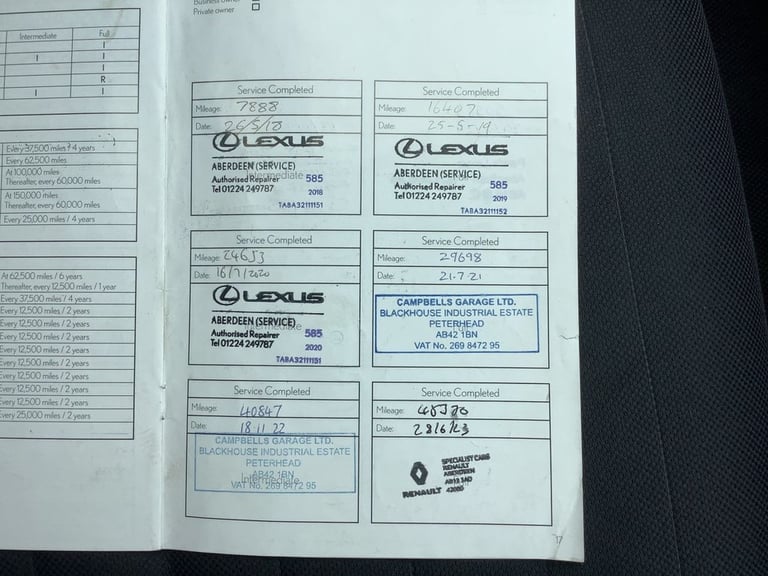 Business owner
Private owner
Intermediate Full
I
I I
I
R
I I
Every 37,500 miles / 4 years
Every 62,500 miles
At 100,000 miles
Thereafter, every 60,000 miles
At 150,000 miles
Thereafter, every 60,000 miles
Every 25,000 miles / 4 years
At 62,500 miles / 6 years
Thereafter, every 12,500 miles / 1 year
Every 37,500 miles / 4 years
Every 12,500 miles / 2 years
Every 12,500 miles / 2 years
Every 12,500 miles / 2 years
Every 12,500 miles / 2 years
Every 12,500 miles / 2 years
Every 12,500 miles / 2 years
Every 12,500 miles / 2 years
Every 12,500 miles / 2 years
Every 25,000 miles / 2 years
Service Completed
Mileage: 7888
Date: 26/5/18
LEXUS
ABERDEEN (SERVICE)
Intermediate
Authorised Repairer 585
Tel 01224 249787 2018
TABA32111151
Service Completed
Mileage: 16407
Date: 25-5-19
LEXUS
ABERDEEN (SERVICE)
Authorised Repairer 585
Tel 01224 249787 2019
TABA32111152
Service Completed
Mileage: 24653
Date: 16/7/2020
LEXUS
ABERDEEN (SERVICE)
Intermediate
Authorised Repairer 585
Tel 01224 249787 2020
TABA32111151
Service Completed
Mileage: 29698
Date: 21-7-21
CAMPBELLS GARAGE LTD.
BLACKHOUSE INDUSTRIAL ESTATE
PETERHEAD
AB42 1BN
VAT No. 269 8472 95
Service Completed
Mileage: 40847
Date: 18 11 22
CAMPBELLS GARAGE LTD.
BLACKHOUSE INDUSTRIAL ESTATE
PETERHEAD
AB42 1BN
Intermediate
VAT No. 269 8472 95
Service Completed
Mileage:
Date: 28/6/23
SPECIALIST CARS
RENAULT
ABERDEEN
RENAULT
17